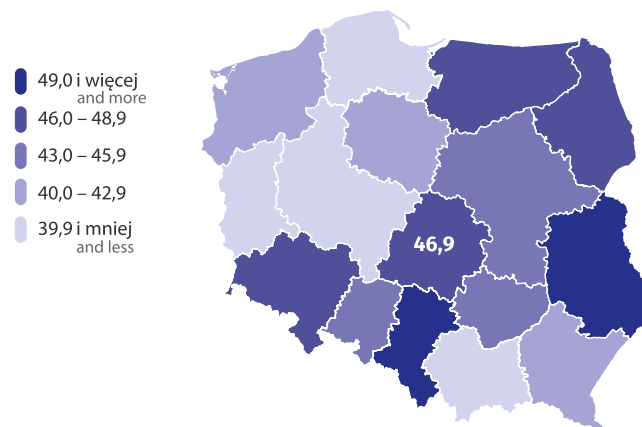 49,0 i więcej
and more
46,0 – 48,9
43,0 – 45,9
40,0 – 42,9
39,9 i mniej
and less
46,9